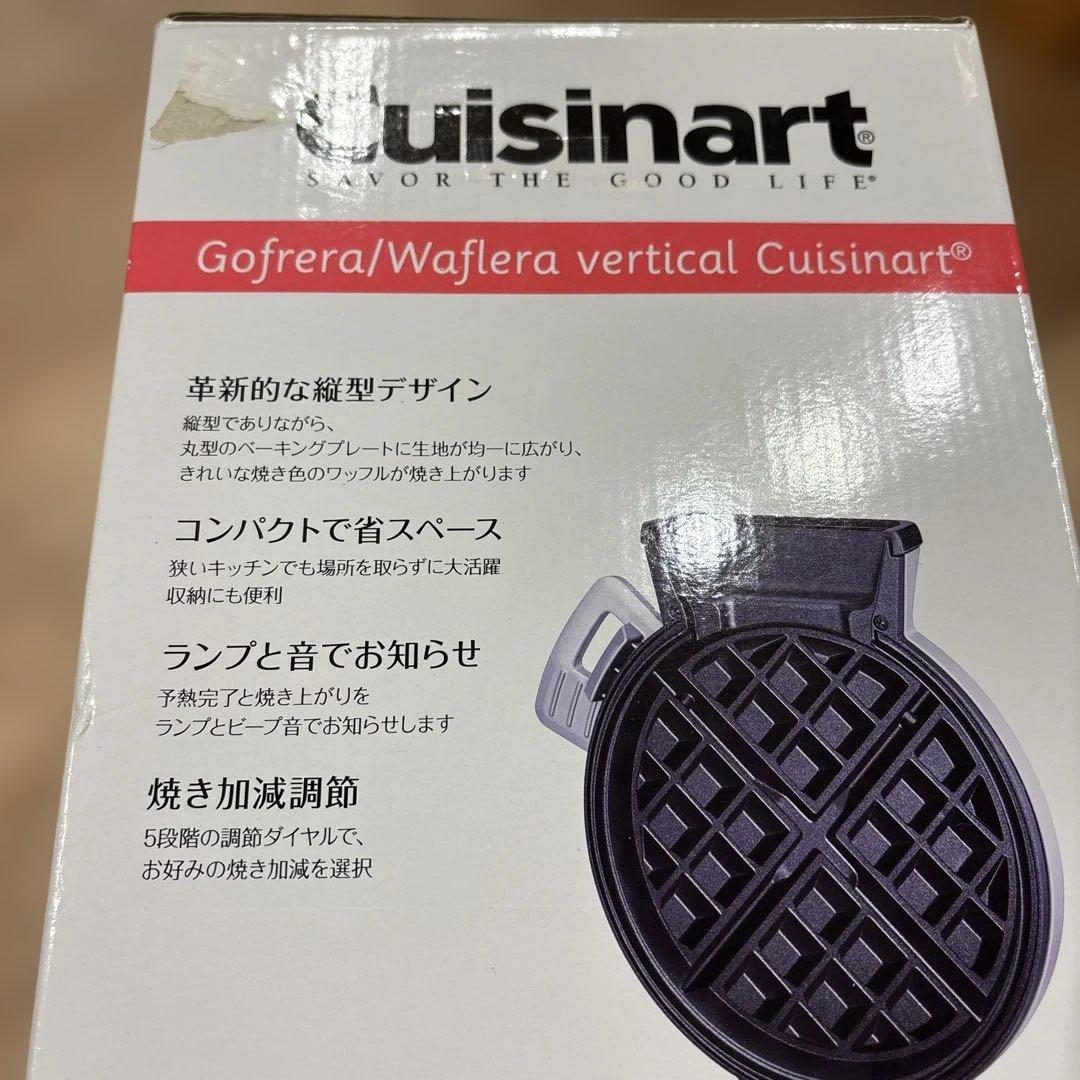 Cuisinart®
SAVOR THE GOOD LIFE®
Gofrera/Waflera vertical Cuisinart®
革新的な縦型デザイン
縦型でありながら、
丸型のベーキングプレートに生地が均一に広がり、
きれいな焼き色のワッフルが焼き上がります
コンパクトで省スペース
狭いキッチンでも場所を取らずに大活躍
収納にも便利
ランプと音でお知らせ
予熱完了と焼き上がりを
ランプとビープ音でお知らせします
焼き加減調節
5段階の調節ダイヤルで、
お好みの焼き加減を選択